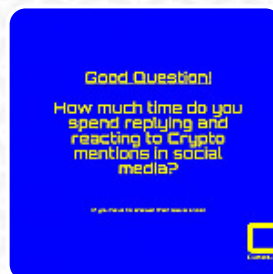 Good Question!
How much time do you
spend replying and
reacting to Crypto
mentions in social
media?